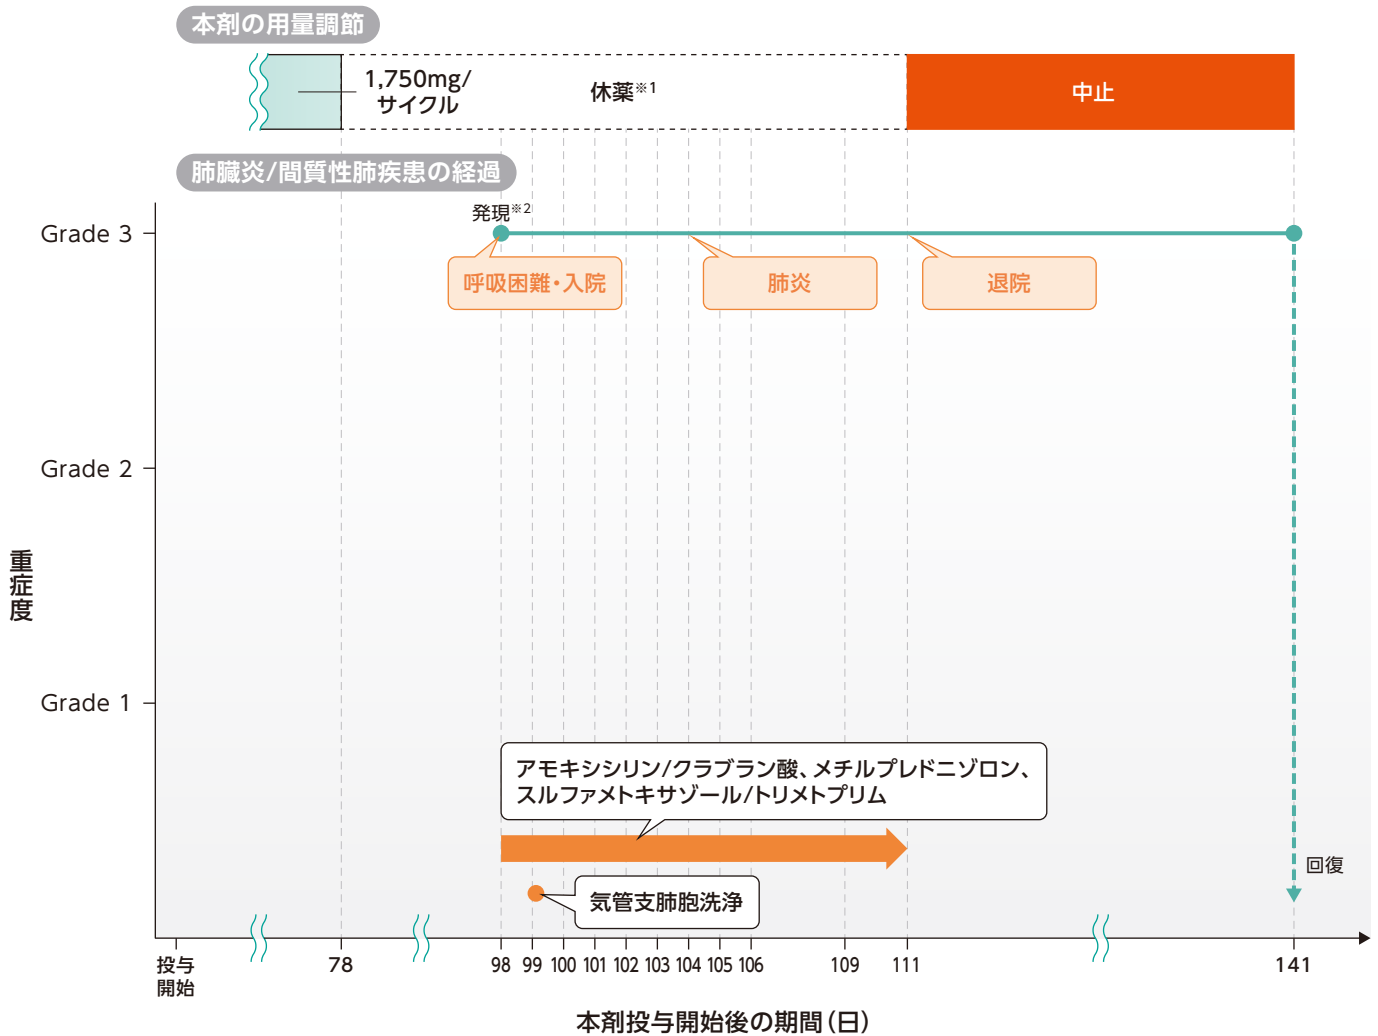 本剤の用量調節
1,750mg/
サイクル
休薬※1
中止
肺臓炎/間質性肺疾患の経過
発現※2
Grade 3
呼吸困難・入院
肺炎
退院
Grade 2
重症度
Grade 1
アモキシシリン/クラブラン酸、メチルプレドニゾロン、
スルファメトキサゾール/トリメトプリム
気管支肺胞洗浄
回復
投与
開始
78
98 99 100 101 102 103 104 105 106 109 111
141
本剤投与開始後の期間(日)